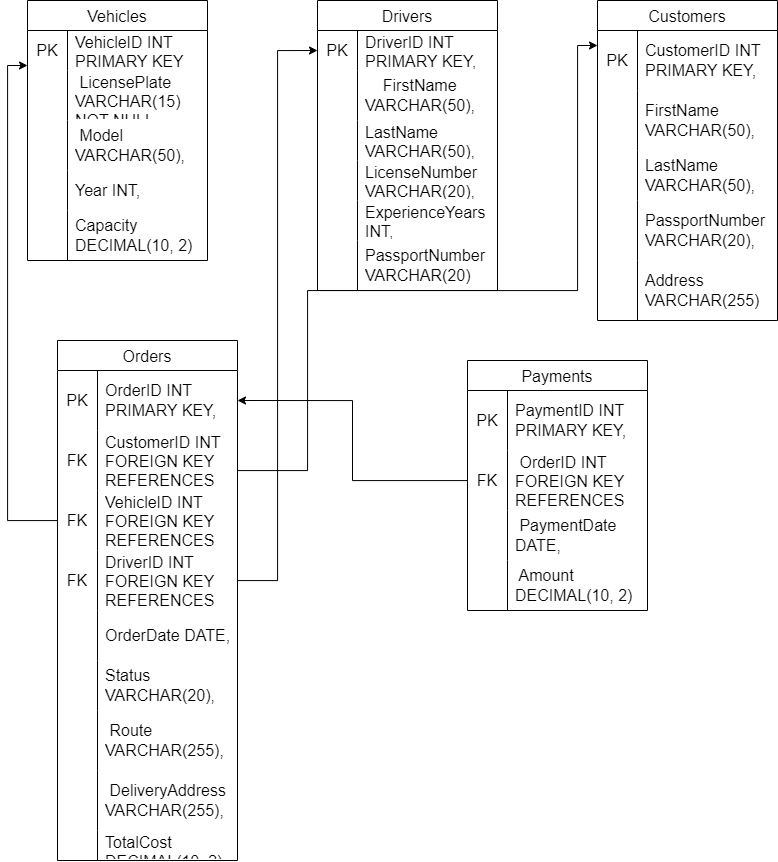 Vehicles
PK
VehicleID INT
PRIMARY KEY
LicensePlate
VARCHAR(15)
NOT NULL
Model
VARCHAR(50),
Year INT,
Capacity
DECIMAL(10, 2)
Drivers
PK
DriverID INT
PRIMARY KEY,
FirstName
VARCHAR(50),
LastName
VARCHAR(50),
LicenseNumber
VARCHAR(20),
ExperienceYears
INT,
PassportNumber
VARCHAR(20)
Customers
PK
CustomerID INT
PRIMARY KEY,
FirstName
VARCHAR(50),
LastName
VARCHAR(50),
PassportNumber
VARCHAR(20),
Address
VARCHAR(255)
Orders
PK
OrderID INT
PRIMARY KEY,
FK
CustomerID INT
FOREIGN KEY
REFERENCES
FK
VehicleID INT
FOREIGN KEY
REFERENCES
FK
DriverID INT
FOREIGN KEY
REFERENCES
OrderDate DATE,
Status
VARCHAR(20),
Route
VARCHAR(255),
DeliveryAddress
VARCHAR(255),
TotalCost
DECIMAL(10, 2)
Payments
PK
PaymentID INT
PRIMARY KEY,
FK
OrderID INT
FOREIGN KEY
REFERENCES
PaymentDate
DATE,
Amount
DECIMAL(10, 2)